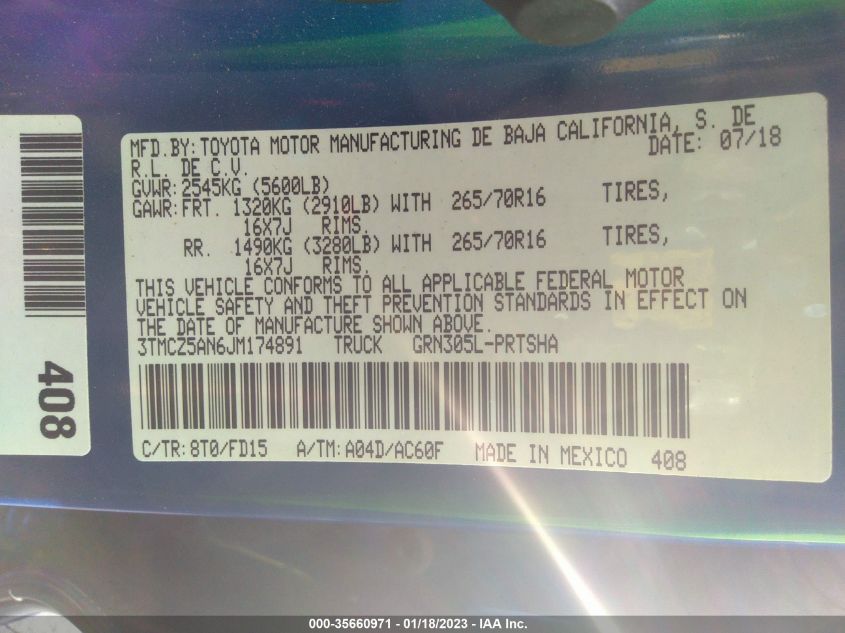 MFD.BY:TOYOTA MOTOR MANUFACTURING DE BAJA CALIFORNIA, S. DE
R.L. DE C.V. DATE: 07/18
GVWR:2545KG (5600LB)
GAWR:FRT. 1320KG (2910LB) WITH 265/70R16 TIRES,
16X7J RIMS.
RR. 1490KG (3280LB) WITH 265/70R16 TIRES,
16X7J RIMS.
THIS VEHICLE CONFORMS TO ALL APPLICABLE FEDERAL MOTOR
VEHICLE SAFETY AND THEFT PREVENTION STANDARDS IN EFFECT ON
THE DATE OF MANUFACTURE SHOWN ABOVE.
3TMCZ5AN6JM174891 TRUCK GRN305L-PRTSHA
C/TR:8T0/FD15 A/TM:A04D/AC60F MADE IN MEXICO 408
408
000-35660971 - 01/18/2023 - IAA Inc.